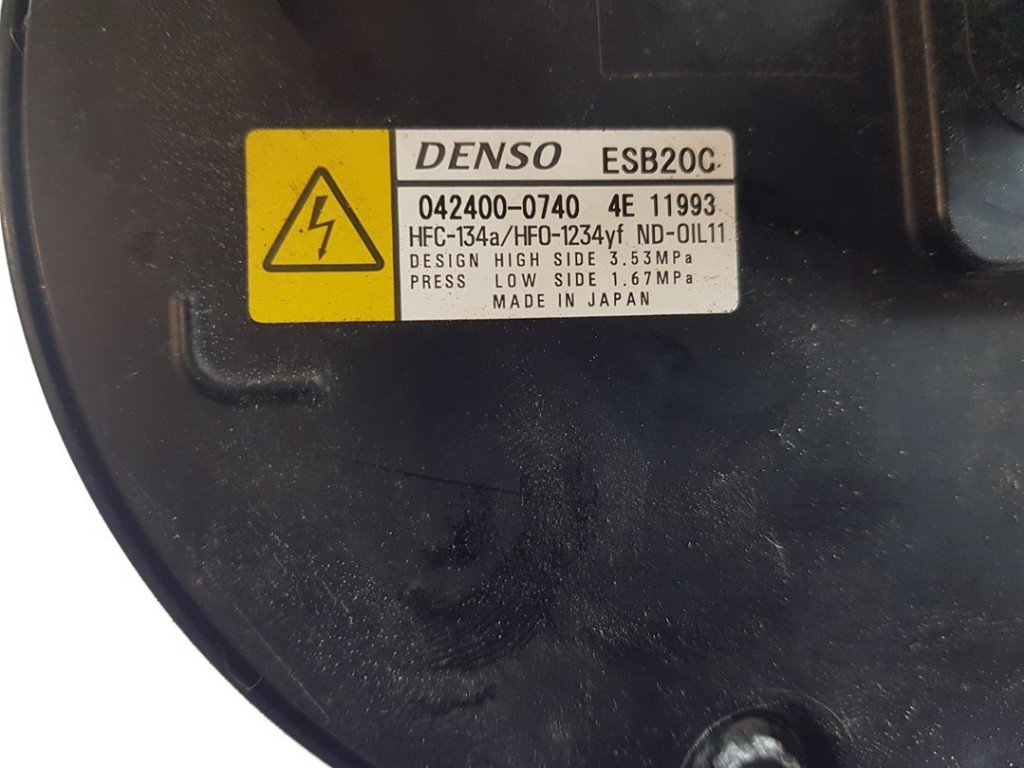 DENSO ESB20C
042400-0740 4E 11993
HFC-134a/HFO-1234yf ND-OIL11
DESIGN HIGH SIDE 3.53MPa
PRESS LOW SIDE 1.67MPa
MADE IN JAPAN